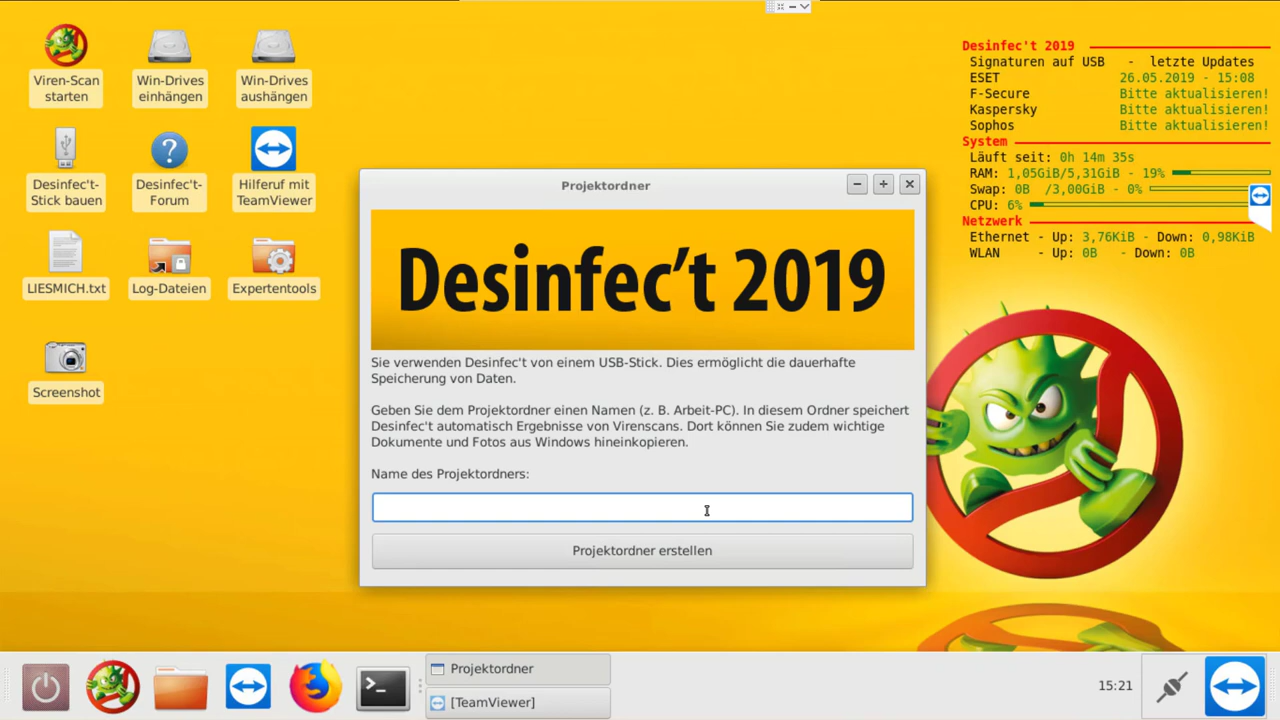 Viren-Scan
starten
Win-Drives
einhängen
Win-Drives
aushängen
Desinfec't-
Stick bauen
Desinfec't-
Forum
Hilferuf mit
TeamViewer
LIESMICH.txt
Log-Dateien
Expertentools
Screenshot
Projektordner
Desinfec't 2019
Sie verwenden Desinfec't von einem USB-Stick. Dies ermöglicht die dauerhafte
Speicherung von Daten.
Geben Sie dem Projektordner einen Namen (z. B. Arbeit-PC). In diesem Ordner speichert
Desinfec't automatisch Ergebnisse von Virenscans. Dort können Sie zudem wichtige
Dokumente und Fotos aus Windows hineinkopieren.
Name des Projektordners:
Projektordner erstellen
Desinfec't 2019
Signaturen auf USB - letzte Updates
ESET 26.05.2019 - 15:08
F-Secure Bitte aktualisieren!
Kaspersky Bitte aktualisieren!
Sophos Bitte aktualisieren!
System
Läuft seit: 0h 14m 35s
RAM: 1,05GiB/5,31GiB - 19%
Swap: 0B /3,00GiB - 0%
CPU: 6%
Netzwerk
Ethernet - Up: 3,76KiB - Down: 0,98KiB
WLAN - Up: 0B - Down: 0B
Projektordner
[TeamViewer]
15:21